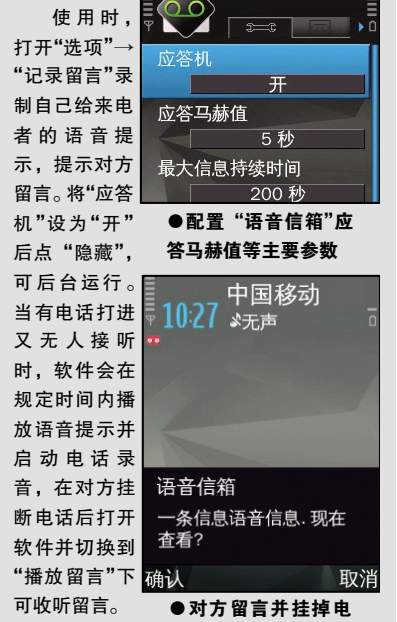 使用时，
打开“选项”→
“记录留言”录
制自己给来电
者的语音提
示，提示对方
留言。将“应答
机”设为“开”
后点“隐藏”，
可后台运行。
当有电话打进
又无人接听
时，软件会在
规定时间内播
放语音提示并
启动电话录
音，在对方挂
断电话后打开
软件并切换到
“播放留言”下
可收听留言。
应答机
开
应答马赫值
5 秒
最大信息持续时间
200 秒
●配置“语音信箱”应
答马赫值等主要参数
中国移动
10:27
无声
语音信箱
一条信息语音信息. 现在
查看?
确认
取消
●对方留言并挂掉电